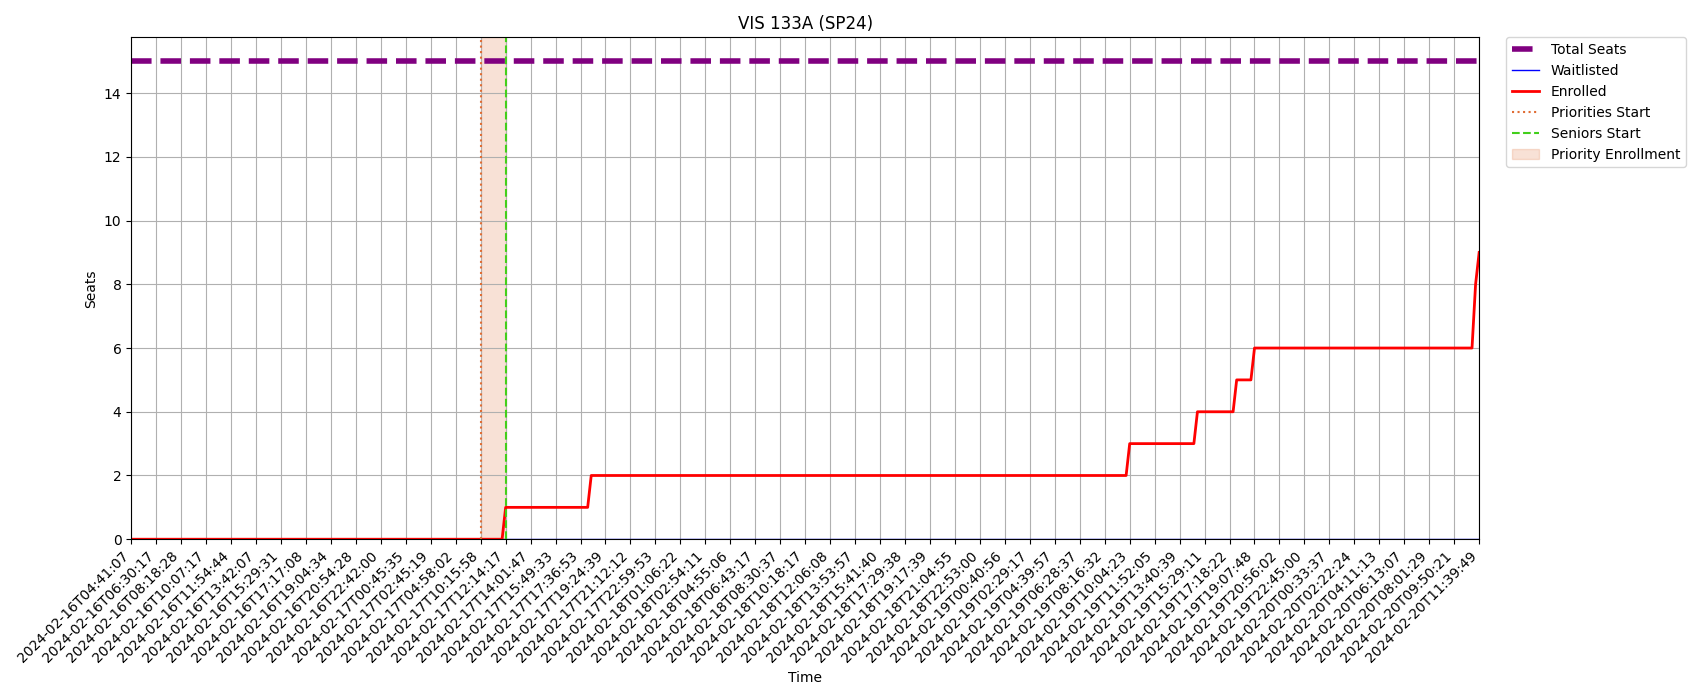 VIS 133A (SP24)
Total Seats
Waitlisted
Enrolled
Priorities Start
Seniors Start
Priority Enrollment
Seats
14
12
10
8
6
4
2
0
2024-02-16T04:41:07
2024-02-16T06:30:17
2024-02-16T08:18:28
2024-02-16T10:07:17
2024-02-16T11:54:44
2024-02-16T13:42:07
2024-02-16T15:29:31
2024-02-16T17:17:08
2024-02-16T19:04:34
2024-02-16T20:54:28
2024-02-16T22:42:00
2024-02-17T00:45:35
2024-02-17T02:45:19
2024-02-17T04:58:02
2024-02-17T10:15:58
2024-02-17T12:14:17
2024-02-17T14:01:47
2024-02-17T15:49:33
2024-02-17T17:36:53
2024-02-17T19:24:39
2024-02-17T21:12:12
2024-02-17T22:59:53
2024-02-18T01:06:22
2024-02-18T02:54:11
2024-02-18T04:55:06
2024-02-18T06:43:17
2024-02-18T08:30:37
2024-02-18T10:18:17
2024-02-18T12:06:08
2024-02-18T13:53:57
2024-02-18T15:41:40
2024-02-18T17:29:38
2024-02-18T19:17:39
2024-02-18T21:04:55
2024-02-18T22:53:00
2024-02-19T00:40:56
2024-02-19T02:29:17
2024-02-19T04:39:57
2024-02-19T06:28:37
2024-02-19T08:16:32
2024-02-19T10:04:23
2024-02-19T11:52:05
2024-02-19T13:40:39
2024-02-19T15:29:11
2024-02-19T17:18:22
2024-02-19T19:07:48
2024-02-19T20:56:02
2024-02-19T22:45:00
2024-02-20T00:33:37
2024-02-20T02:22:24
2024-02-20T04:11:13
2024-02-20T06:13:07
2024-02-20T08:01:29
2024-02-20T09:50:21
2024-02-20T11:39:49
Time